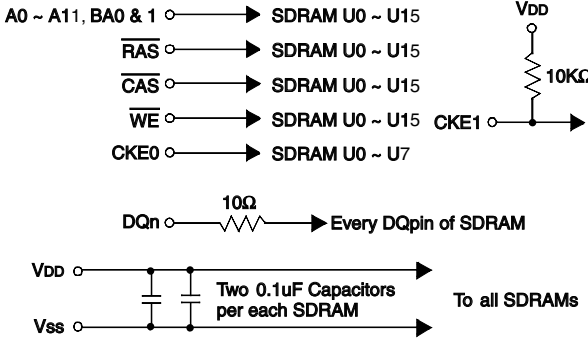 A0 ~ A11, BA0 & 1 SDRAM U0 ~ U15
RAS SDRAM U0 ~ U15
CAS SDRAM U0 ~ U15
WE SDRAM U0 ~ U15
CKE0 SDRAM U0 ~ U7
VDD
10KΩ
CKE1
10Ω
DQn Every DQpin of SDRAM
VDD
Two 0.1uF Capacitors
per each SDRAM
To all SDRAMs
Vss